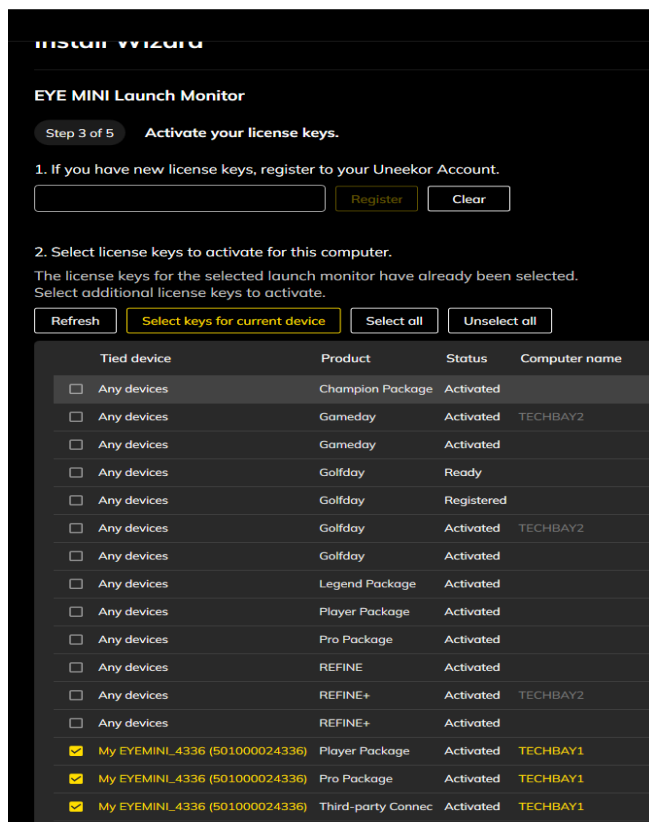 Install Wizard
EYE MINI Launch Monitor
Step 3 of 5 Activate your license keys.
1. If you have new license keys, register to your Uneekor Account.
Register Clear
2. Select license keys to activate for this computer.
The license keys for the selected launch monitor have already been selected.
Select additional license keys to activate.
Refresh Select keys for current device Select all Unselect all
Tied device Product Status Computer name
Any devices Champion Package Activated
Any devices Gameday Activated TECHBAY2
Any devices Gameday Activated
Any devices Golfday Ready
Any devices Golfday Registered
Any devices Golfday Activated TECHBAY2
Any devices Golfday Activated
Any devices Legend Package Activated
Any devices Player Package Activated
Any devices Pro Package Activated
Any devices REFINE Activated
Any devices REFINE+ Activated TECHBAY2
Any devices REFINE+ Activated
My EYEMINI_4336 (501000024336) Player Package Activated TECHBAY1
My EYEMINI_4336 (501000024336) Pro Package Activated TECHBAY1
My EYEMINI_4336 (501000024336) Third-party Connec Activated TECHBAY1